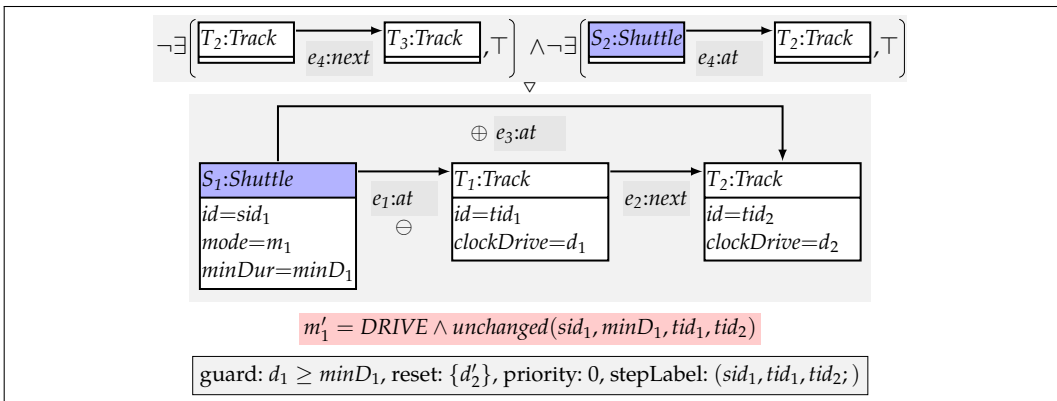 ¬∃( T₂:Track T₃:Track ,⊤) ∧¬∃( S₂:Shuttle T₂:Track ,⊤)
e₄:next e₄:at
▽
⊕ e₃:at
S₁:Shuttle T₁:Track T₂:Track
e₁:at e₂:next
⊖
id=sid₁ id=tid₁ id=tid₂
mode=m₁ clockDrive=d₁ clockDrive=d₂
minDur=minD₁
m′₁ = DRIVE ∧ unchanged(sid₁, minD₁, tid₁, tid₂)
guard: d₁ ≥ minD₁, reset: {d′₂}, priority: 0, stepLabel: (sid₁, tid₁, tid₂; )